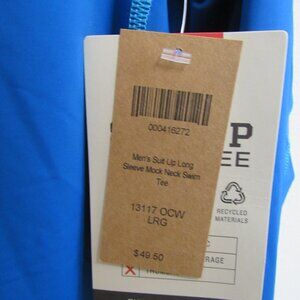 P
EE
000416272
Men's Suit Up Long
Sleeve Mock Neck Swim
Tee
13117 OCW
LRG
$49.50
RECYCLED
MATERIALS